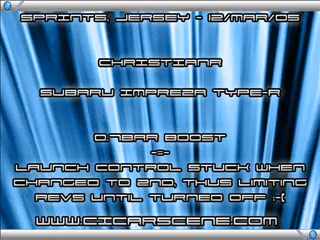 SPRINTS, JERSEY - 12/MAR/05
CHRISTIANR
SUBARU IMPREZA TYPE-R
0.7BAR BOOST
-=-
LAUNCH CONTROL STUCK WHEN
CHANGED TO 2ND, THUS LIMITING
REVS UNTIL TURNED OFF :-(
WWW.CICARSCENE.COM